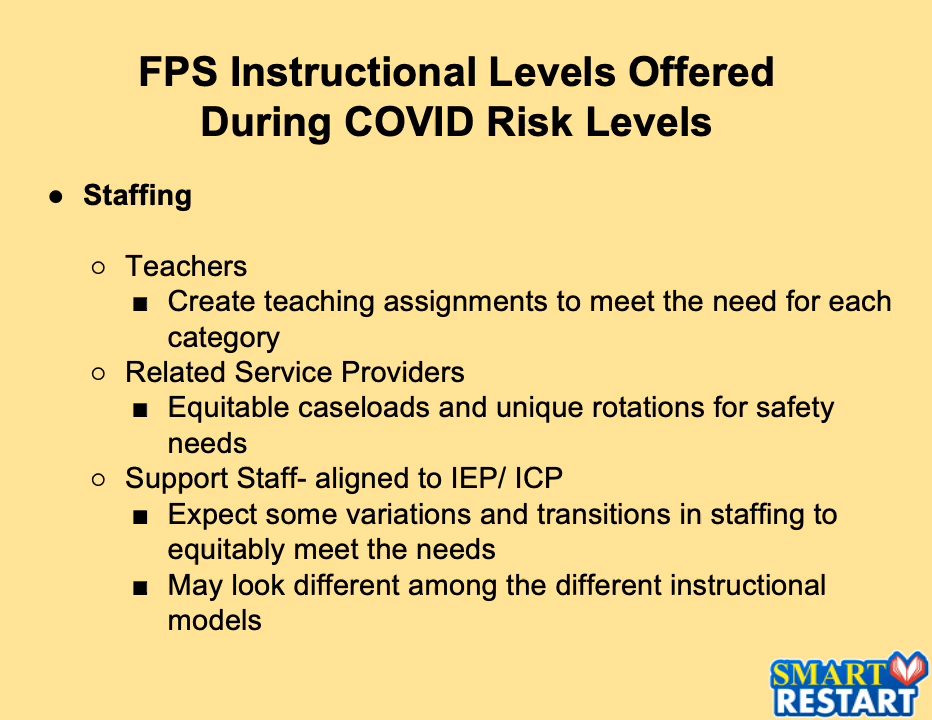 FPS Instructional Levels Offered
During COVID Risk Levels
● Staffing
○ Teachers
■ Create teaching assignments to meet the need for each
category
○ Related Service Providers
■ Equitable caseloads and unique rotations for safety
needs
○ Support Staff- aligned to IEP/ ICP
■ Expect some variations and transitions in staffing to
equitably meet the needs
■ May look different among the different instructional
models
SMART
RESTART